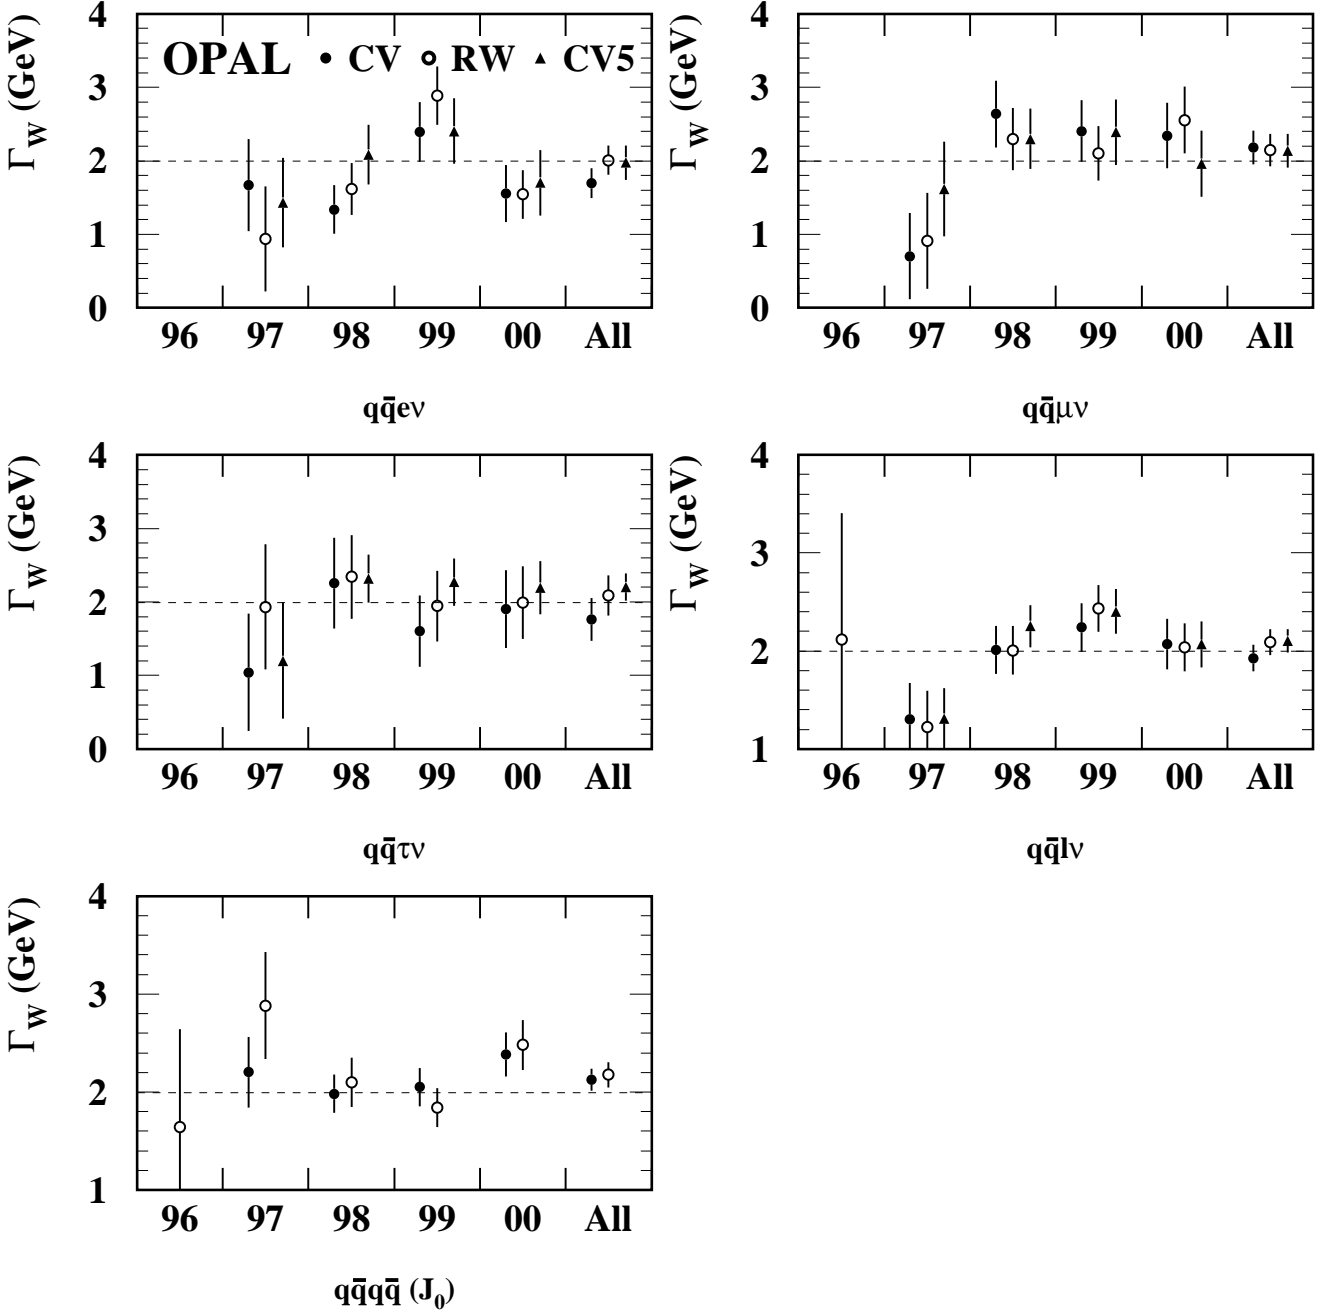 Γ_W (GeV)
4
3
2
1
0
OPAL ● CV ○ RW ▲ CV5
96 97 98 99 00 All
qq̄eν
Γ_W (GeV)
4
3
2
1
0
96 97 98 99 00 All
qq̄μν
Γ_W (GeV)
4
3
2
1
0
96 97 98 99 00 All
qq̄τν
Γ_W (GeV)
4
3
2
1
96 97 98 99 00 All
qq̄lν
Γ_W (GeV)
4
3
2
1
96 97 98 99 00 All
qq̄qq̄ (J₀)